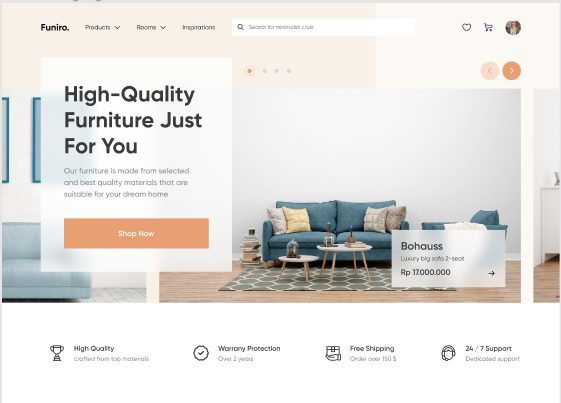 Funiro.
Products
Rooms
Inspirations
Search for minimalist chair
High-Quality
Furniture Just
For You
Our furniture is made from selected
and best quality materials that are
suitable for your dream home
Shop Now
Bohauss
Luxury big sofa 2-seat
Rp 17.000.000
High Quality
crafted from top materials
Warrany Protection
Over 2 years
Free Shipping
Order over 150 $
24 / 7 Support
Dedicated support